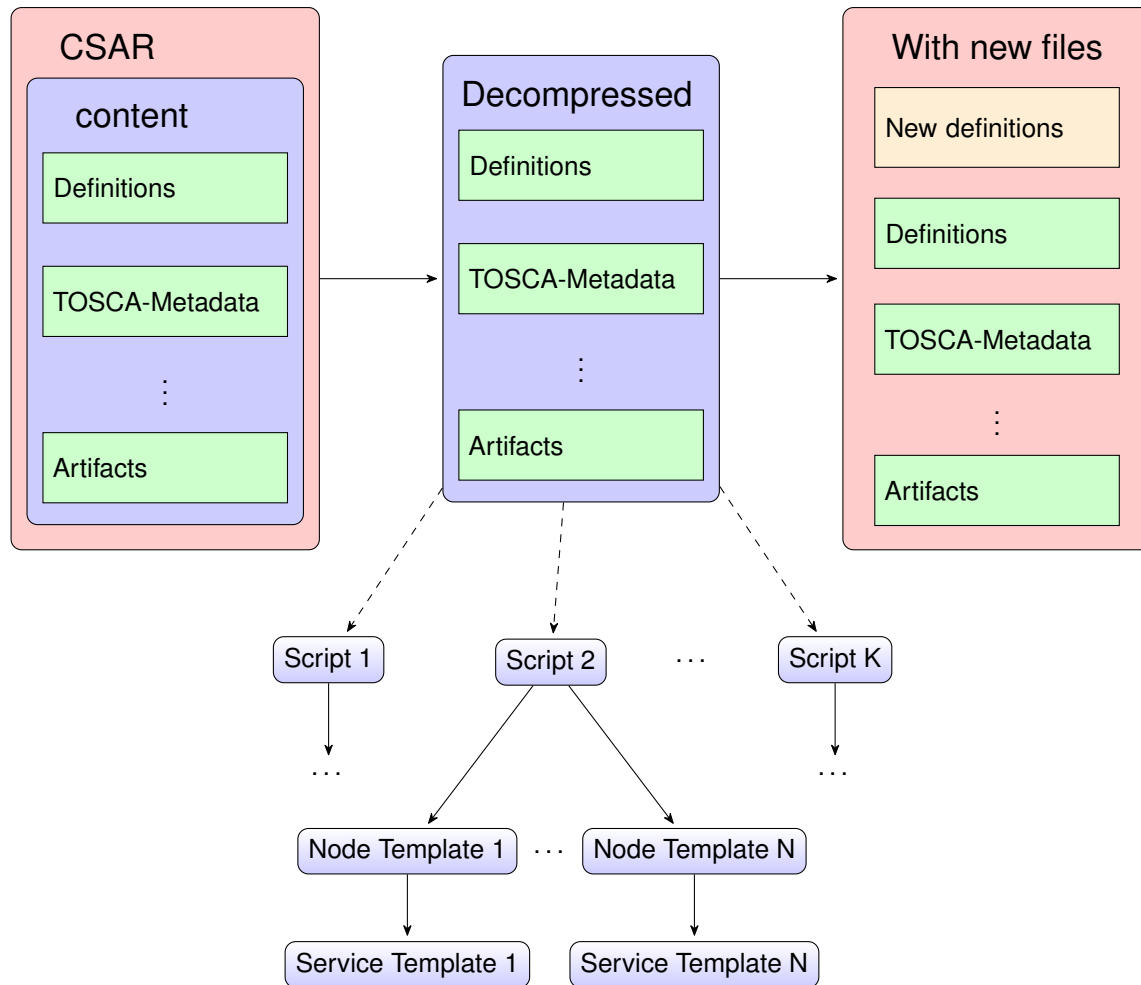 CSAR
content
Definitions
TOSCA-Metadata
⋮
Artifacts
Decompressed
Definitions
TOSCA-Metadata
⋮
Artifacts
With new files
New definitions
Definitions
TOSCA-Metadata
⋮
Artifacts
Script 1
Script 2
. . .
Script K
. . .
. . .
Node Template 1
. . .
Node Template N
Service Template 1
Service Template N